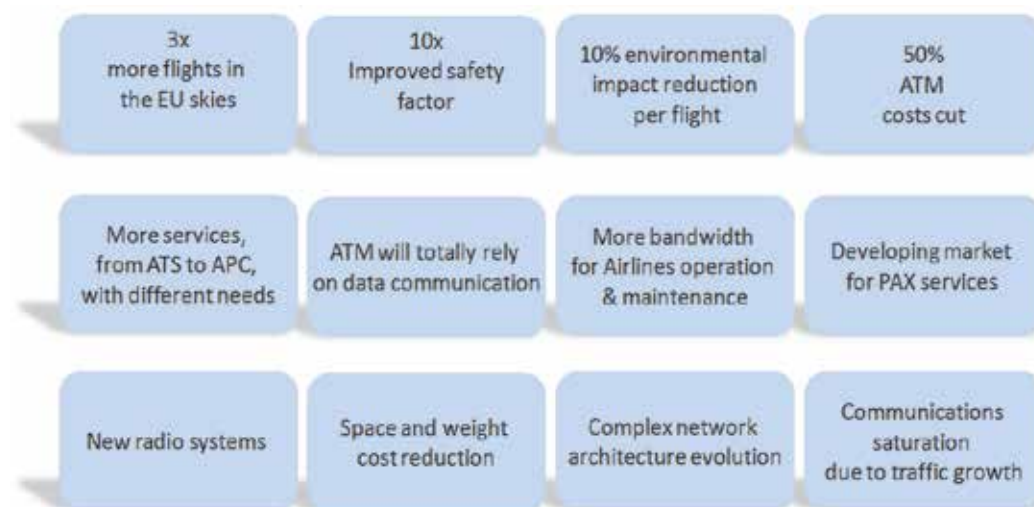 3x
more flights in
the EU skies
10x
Improved safety
factor
10% environmental
impact reduction
per flight
50%
ATM
costs cut
More services,
from ATS to APC,
with different needs
ATM will totally rely
on data communication
More bandwidth
for Airlines operation
& maintenance
Developing market
for PAX services
New radio systems
Space and weight
cost reduction
Complex network
architecture evolution
Communications
saturation
due to traffic growth